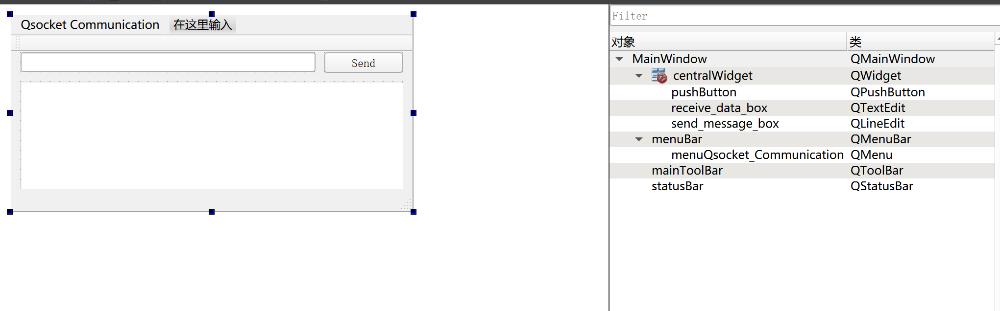 Qsocket Communication 在这里输入
Send
Filter
对象 类
MainWindow QMainWindow
centralWidget QWidget
pushButton QPushButton
receive_data_box QTextEdit
send_message_box QLineEdit
menuBar QMenuBar
menuQsocket_Communication QMenu
mainToolBar QToolBar
statusBar QStatusBar